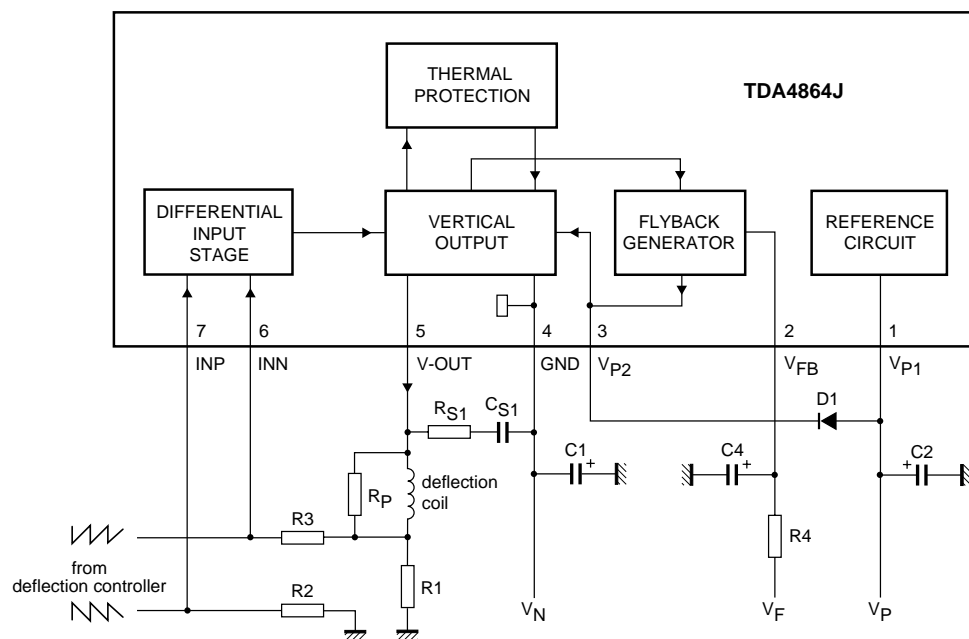 THERMAL
PROTECTION
TDA4864J
DIFFERENTIAL
INPUT
STAGE
VERTICAL
OUTPUT
FLYBACK
GENERATOR
REFERENCE
CIRCUIT
7 6 5 4 3 2 1
INP INN V-OUT GND VP2 VFB VP1
D1
RS1 CS1
C1 + C4 + + C2
RP deflection
coil
R3 R4
from
deflection controller
R2 R1
VN VF VP